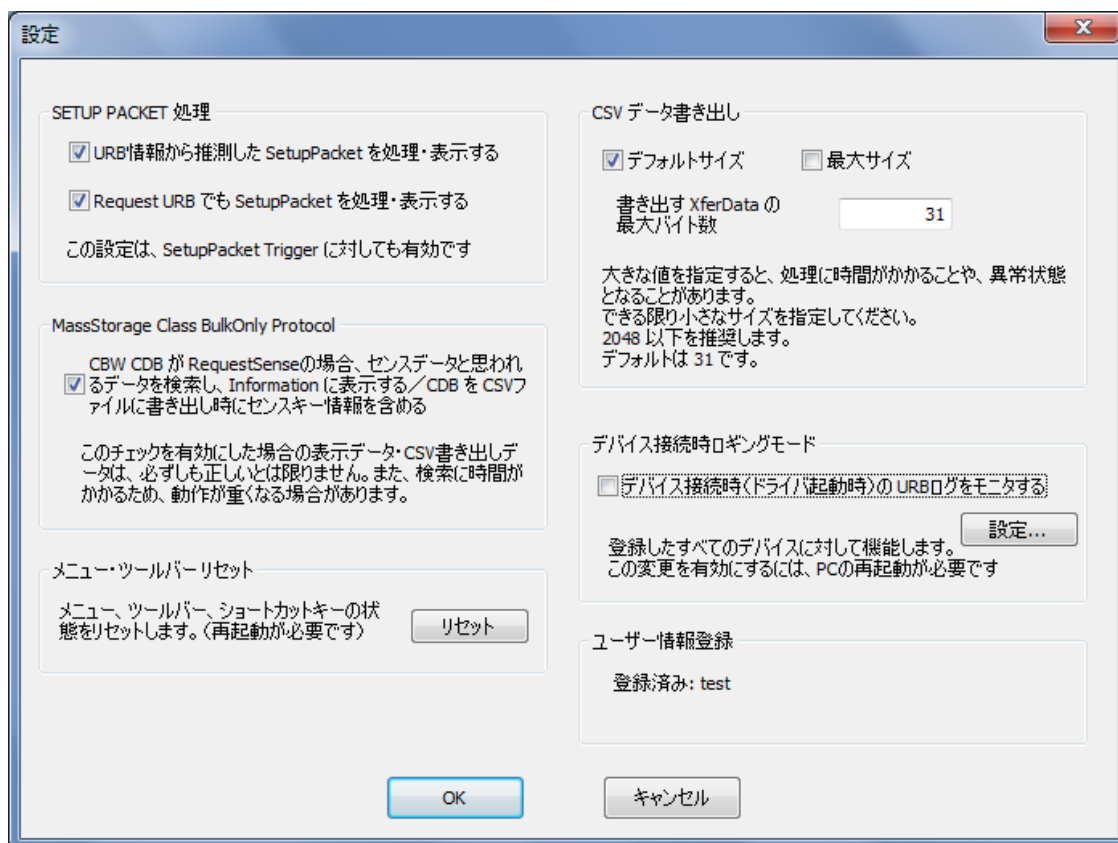 設定
SETUP PACKET 処理
URB'情報から推測した SetupPacket を処理・表示する
Request URB でも SetupPacket を処理・表示する
この設定は、SetupPacket Trigger に対しても有効です
MassStorage Class BulkOnly Protocol
CBW CDB が RequestSenseの場合、センスデータと思われ
るデータを検索し、Information に表示する／CDB を CSVフ
ァイルに書き出し時にセンスキー情報を含める
このチェックを有効にした場合の表示データ・CSV書き出しデ
ータは、必ずしも正しいとは限りません。また、検索に時間が
かかるため、動作が重くなる場合があります。
メニュー・ツールバーリセット
メニュー、ツールバー、ショートカットキーの状
態をリセットします。（再起動が必要です）
リセット
CSV データ書き出し
デフォルトサイズ
最大サイズ
書き出す XferData の
最大バイト数
31
大きな値を指定すると、処理に時間がかかることや、異常状態
となることがあります。
できる限り小さなサイズを指定してください。
2048 以下を推奨します。
デフォルトは 31 です。
デバイス接続時ロギングモード
デバイス接続時（ドライバ起動時）の URBログをモニタする
設定...
登録したすべてのデバイスに対して機能します。
この変更を有効にするには、PCの再起動が必要です
ユーザー情報登録
登録済み: test
OK
キャンセル